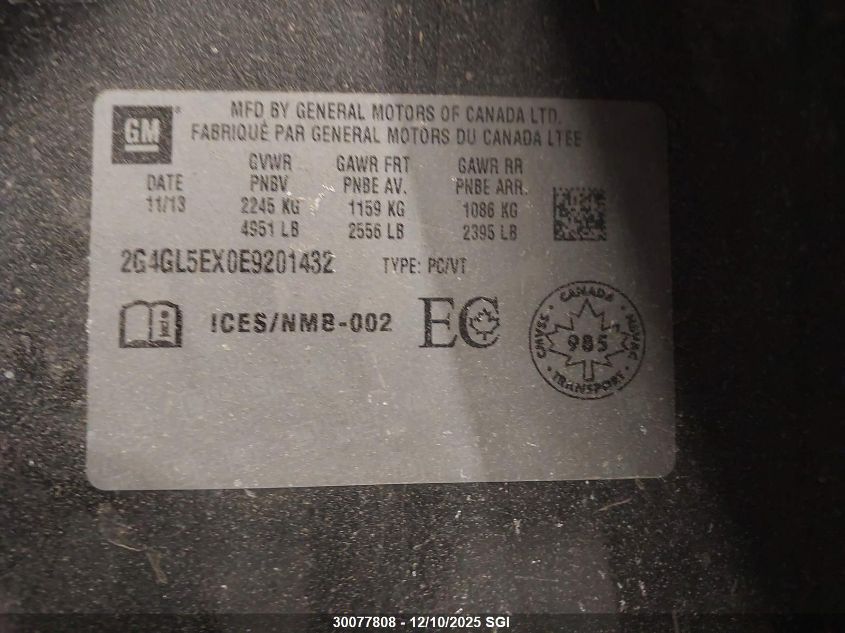 GM®
MFD BY GENERAL MOTORS OF CANADA LTD.
FABRIQUÉ PAR GENERAL MOTORS DU CANADA LTEE
GVWR GAWR FRT GAWR RR
DATE PNBV PNBE AV. PNBE ARR.
11/13 2245 KG 1159 KG 1086 KG
4951 LB 2556 LB 2395 LB
2G4GL5EX0E9201432 TYPE: PC/VT
i ICES/NMB-002 EC
CANADA
CMVSS 985 NSVAC
TRANSPORT
30077808 - 12/10/2025 SGI